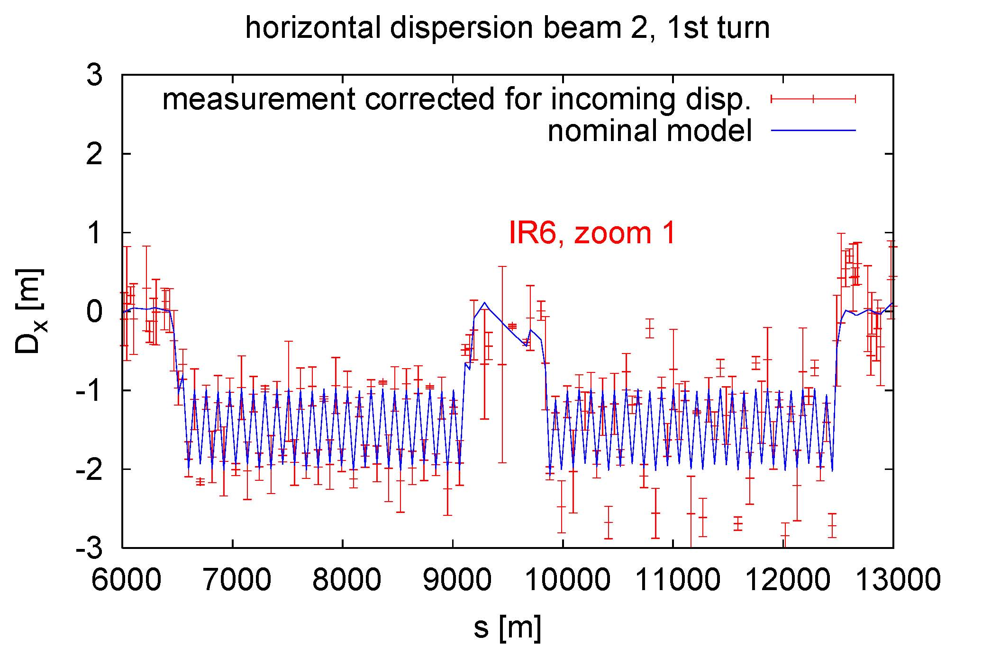 horizontal dispersion beam 2, 1st turn
measurement corrected for incoming disp.
nominal model
IR6, zoom 1
Dx [m]
3
2
1
0
-1
-2
-3
6000 7000 8000 9000 10000 11000 12000 13000
s [m]